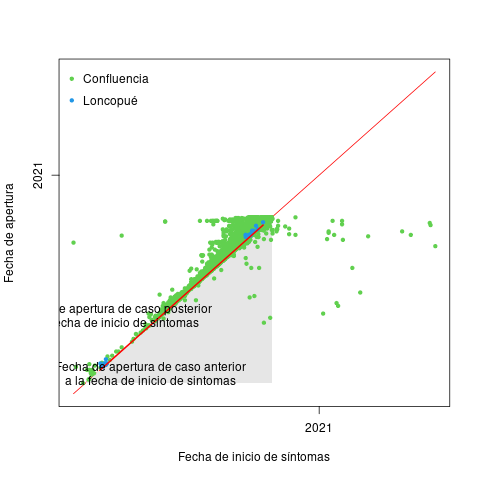 Confluencia
Loncopué
2021
Fecha de apertura
e apertura de caso posterior
echa de inicio de síntomas
Fecha de apertura de caso anterior
a la fecha de inicio de sintomas
2021
Fecha de inicio de síntomas